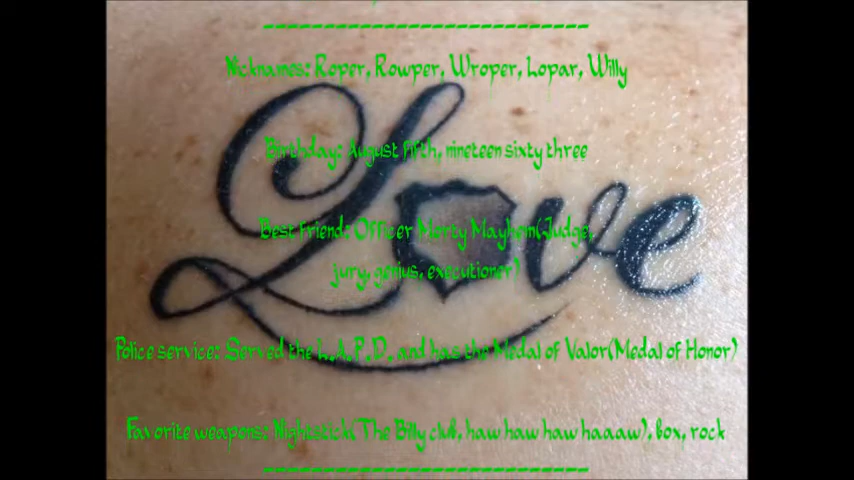 Nicknames: Roper, Rowper, Wroper, Lopar, Willy
Birthday: August fifth, nineteen sixty three
Best friend: Officer Morty Mayhem(Judge,
jury, genius, executioner)
Police service: Served the L.A.P.D. and has the Medal of Valor(Medal of Honor)
Favorite weapons: Nightstick(The Billy club, haw haw haw haaaw), box, rock
Love